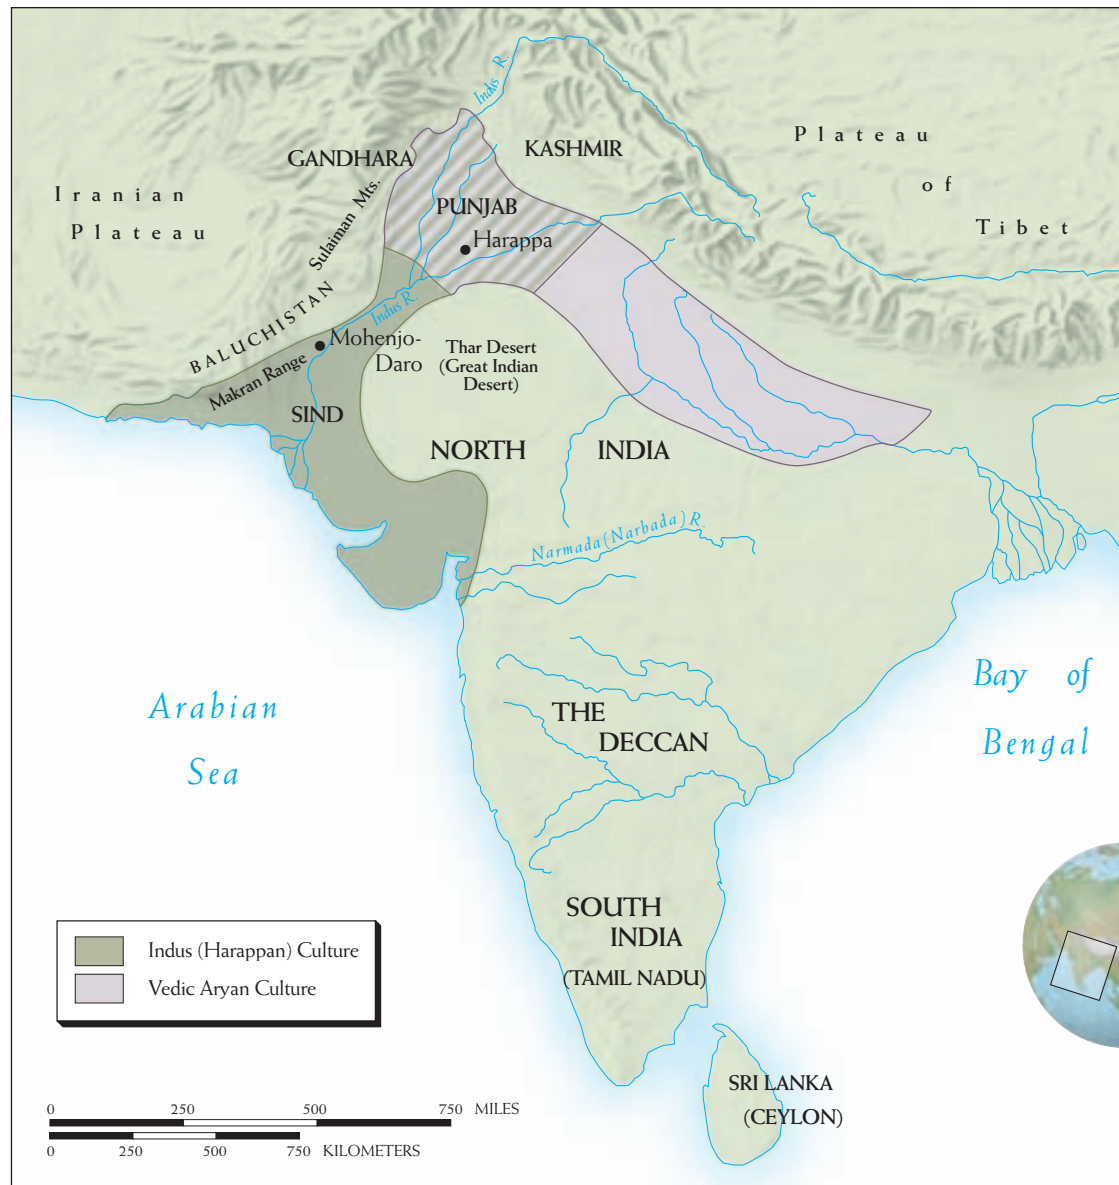 Indus R.
Plateau
of
Tibet
GANDHARA
KASHMIR
Iranian
Plateau
Sulaiman Mts.
PUNJAB
Harappa
BALUCHISTAN
Indus R.
Mohenjo-
Daro
Makran Range
Thar Desert
(Great Indian
Desert)
SIND
NORTH INDIA
Narmada (Narbada) R.
Arabian
Sea
Bay of
Bengal
THE
DECCAN
SOUTH
INDIA
(TAMIL NADU)
Indus (Harappan) Culture
Vedic Aryan Culture
SRI LANKA
(CEYLON)
0 250 500 750 MILES
0 250 500 750 KILOMETERS